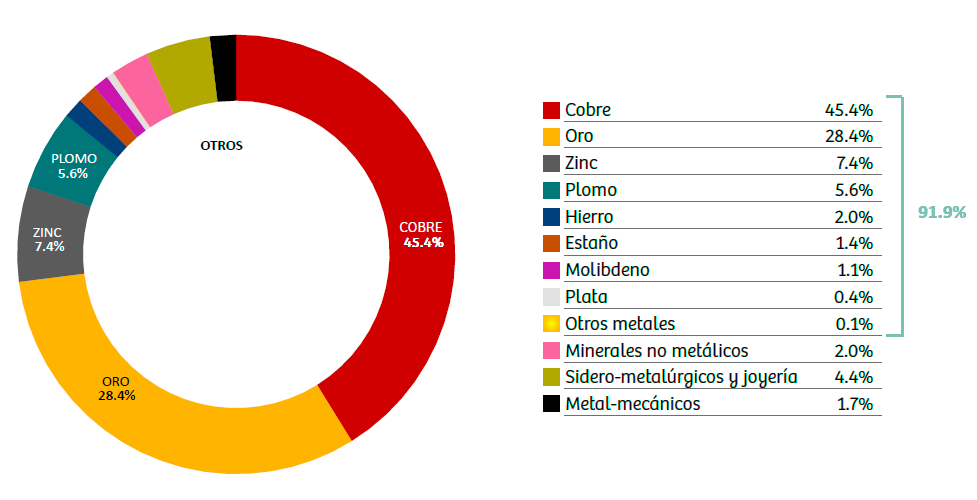 OTROS
PLOMO
5.6%
ZINC
7.4%
COBRE
45.4%
ORO
28.4%
Cobre 45.4%
Oro 28.4%
Zinc 7.4%
Plomo 5.6%
Hierro 2.0%
Estaño 1.4%
Molibdeno 1.1%
Plata 0.4%
Otros metales 0.1%
Minerales no metálicos 2.0%
Sidero-metalúrgicos y joyería 4.4%
Metal-mecánicos 1.7%
91.9%